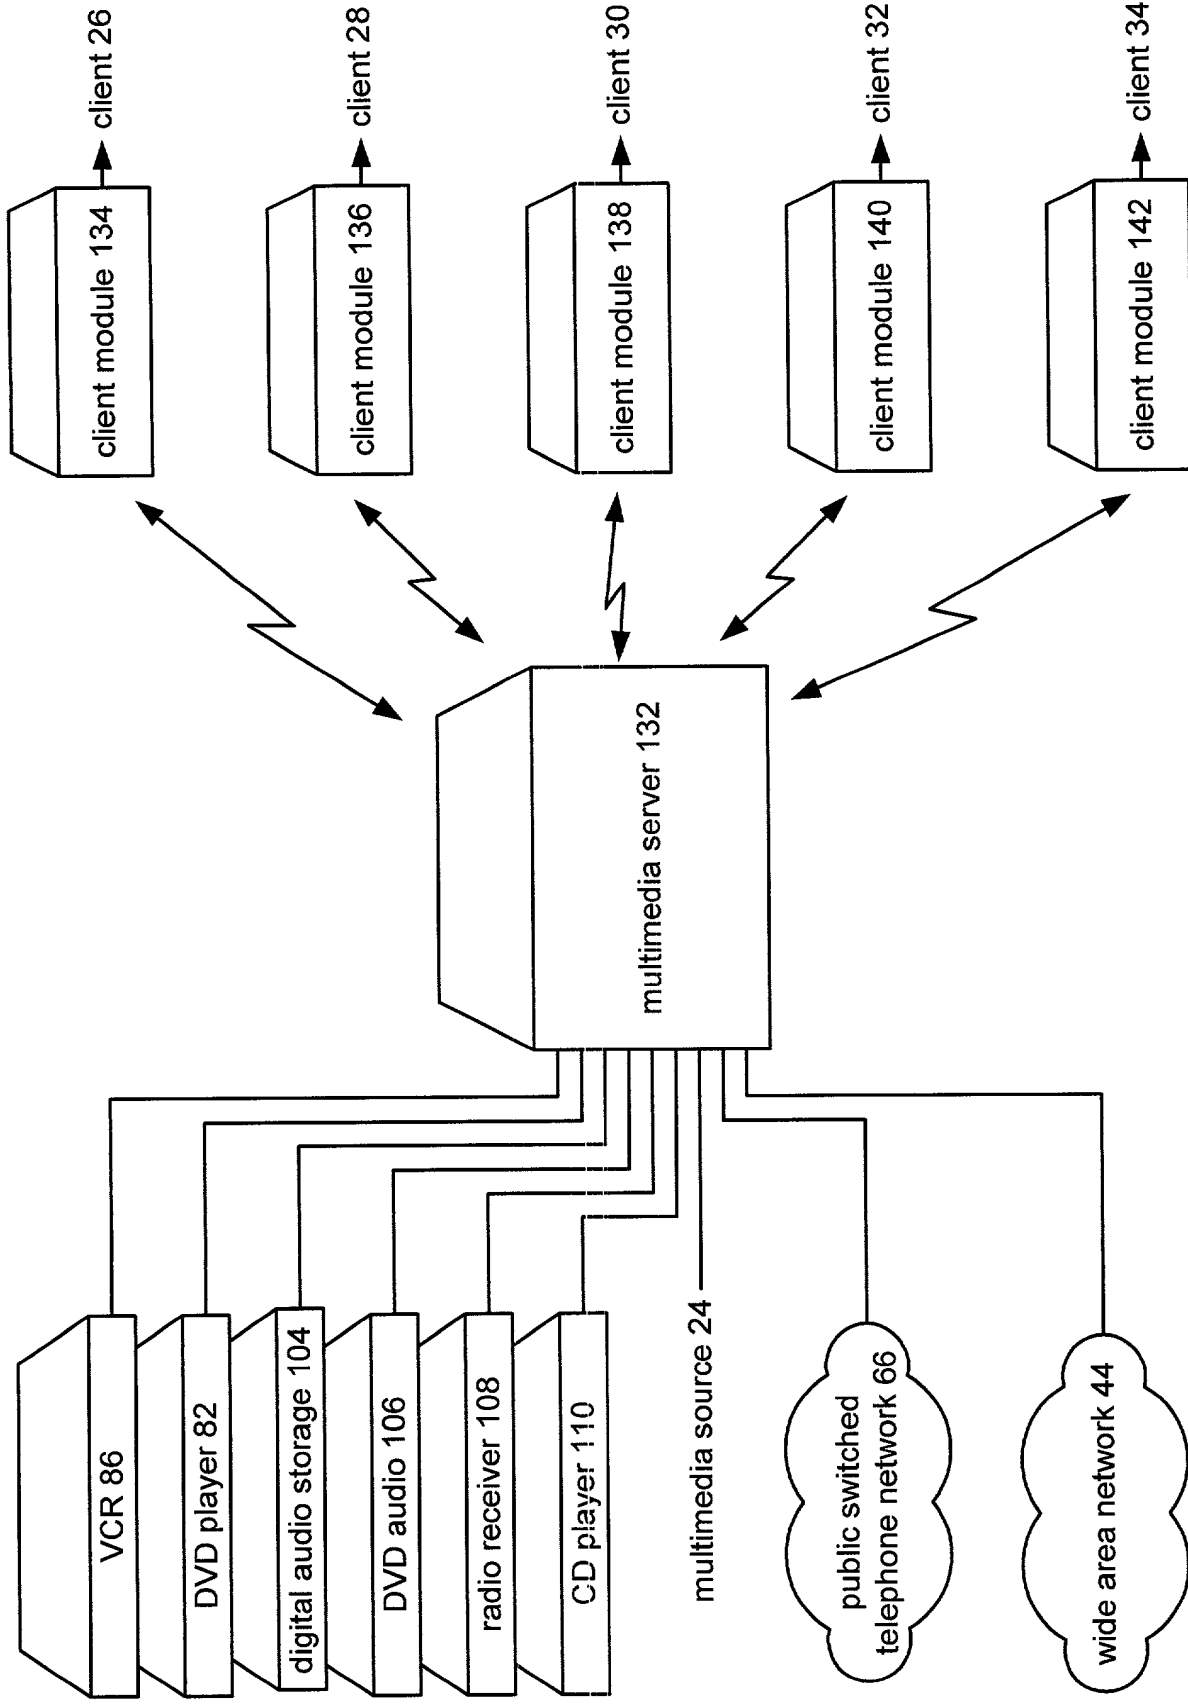 VCR 86
DVD player 82
digital audio storage 104
DVD audio 106
radio receiver 108
CD player 110
multimedia source 24
public switched
telephone network 66
wide area network 44
multimedia server 132
client module 134
client 26
client module 136
client 28
client module 138
client 30
client module 140
client 32
client module 142
client 34